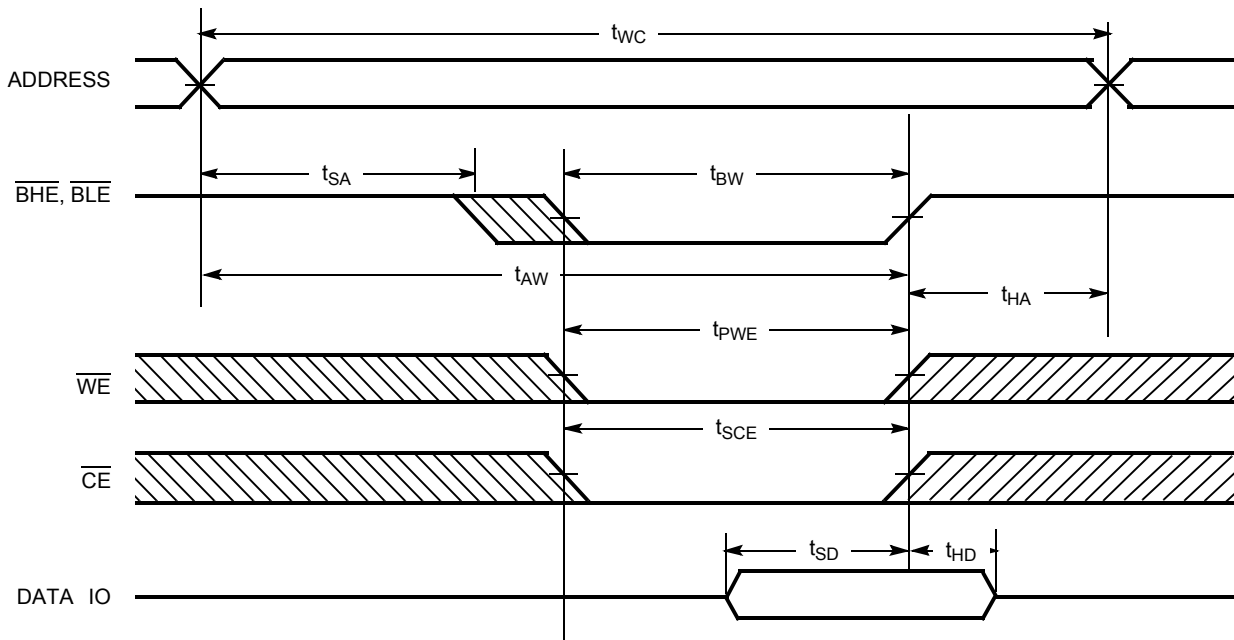 tWC
ADDRESS
tSA
tBW
BHE, BLE
tAW
tHA
tPWE
WE
tSCE
CE
tSD
tHD
DATA IO